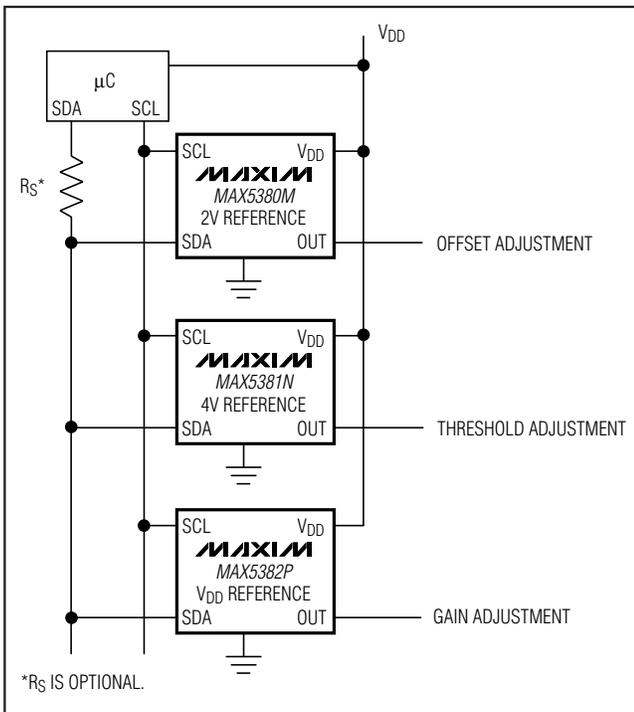 VDD
μC
SDA SCL
RS*
SCL VDD
MAXIM
MAX5380M
2V REFERENCE
SDA OUT
OFFSET ADJUSTMENT
SCL VDD
MAXIM
MAX5381N
4V REFERENCE
SDA OUT
THRESHOLD ADJUSTMENT
SCL VDD
MAXIM
MAX5382P
VDD REFERENCE
SDA OUT
GAIN ADJUSTMENT
*RS IS OPTIONAL.